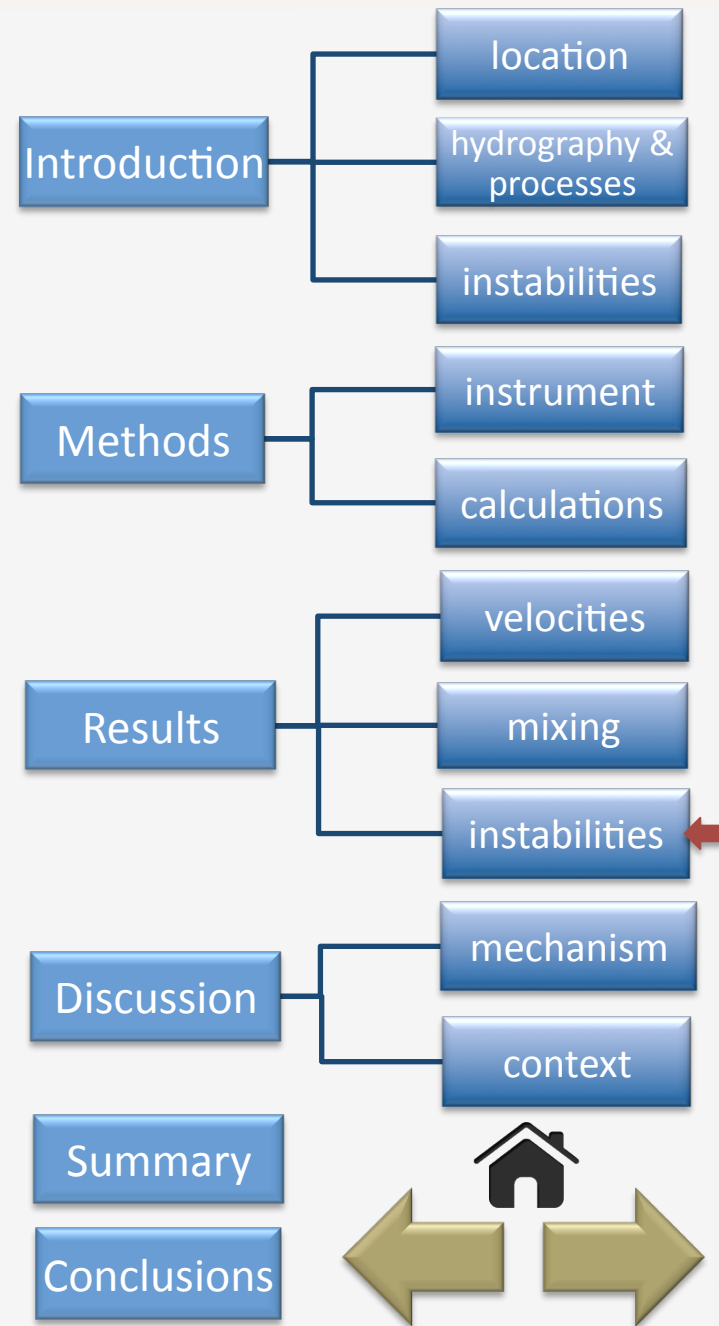 Introduction
location
hydrography &
processes
instabilities
Methods
instrument
calculations
Results
velocities
mixing
instabilities
Discussion
mechanism
context
Summary
Conclusions